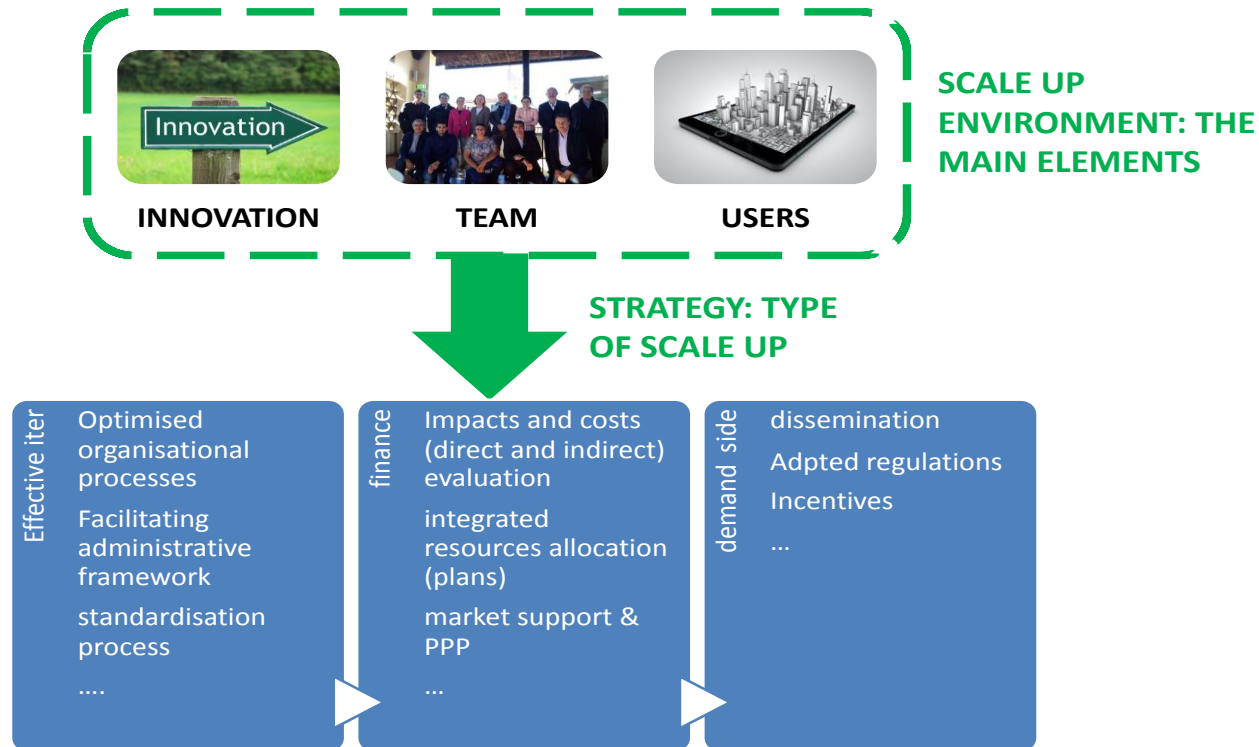 Innovation
INNOVATION
TEAM
USERS
SCALE UP
ENVIRONMENT: THE
MAIN ELEMENTS
STRATEGY: TYPE
OF SCALE UP
Effective iter
Optimised
organisational
processes
Facilitating
administrative
framework
standardisation
process
....
finance
Impacts and costs
(direct and indirect)
evaluation
integrated
resources allocation
(plans)
market support &
PPP
...
demand side
dissemination
Adpted regulations
Incentives
...